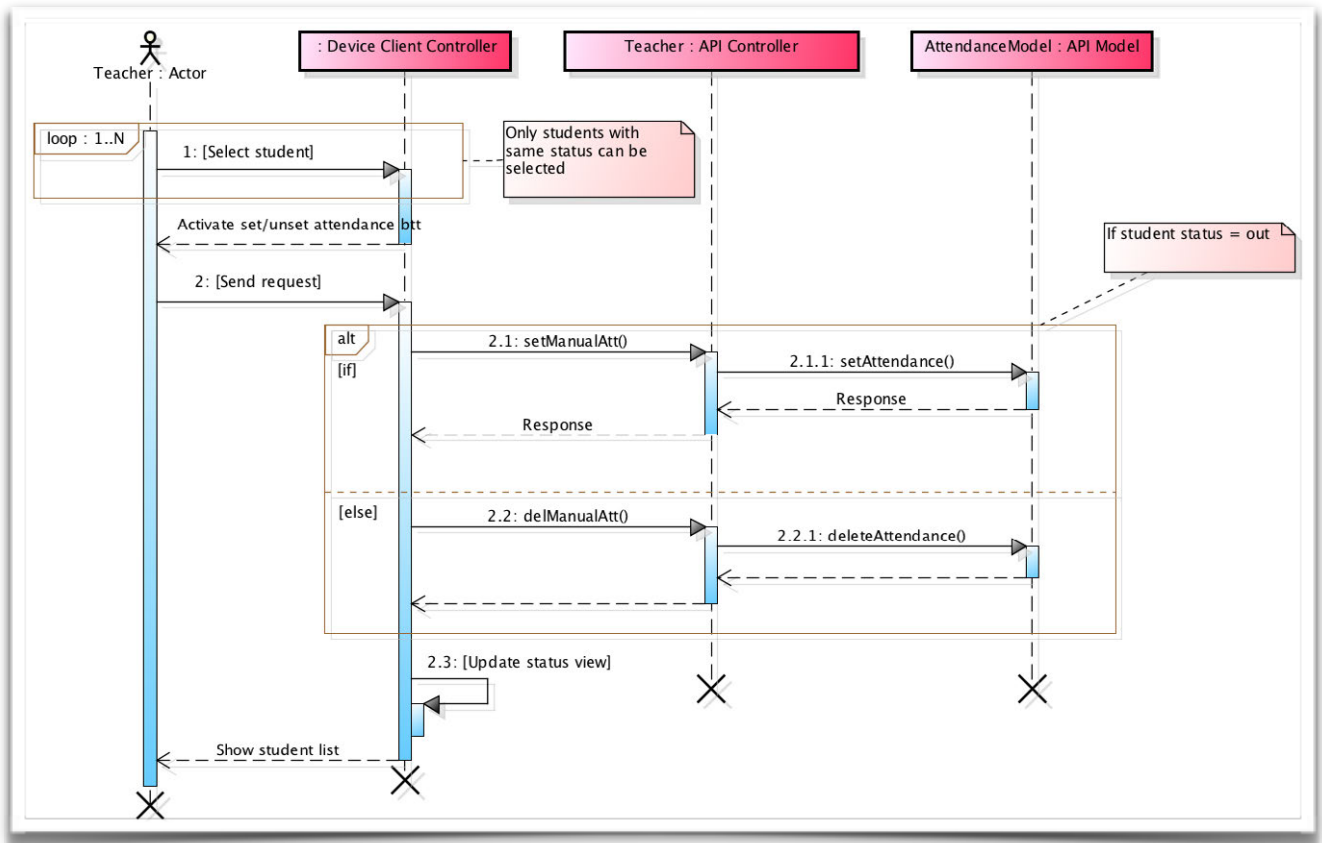 Teacher : Actor
: Device Client Controller
Teacher : API Controller
AttendanceModel : API Model
loop : 1..N
1: [Select student]
Only students with
same status can be
selected
Activate set/unset attendance btt
If student status = out
2: [Send request]
alt
[if]
2.1: setManualAtt()
2.1.1: setAttendance()
Response
Response
[else]
2.2: delManualAtt()
2.2.1: deleteAttendance()
2.3: [Update status view]
Show student list